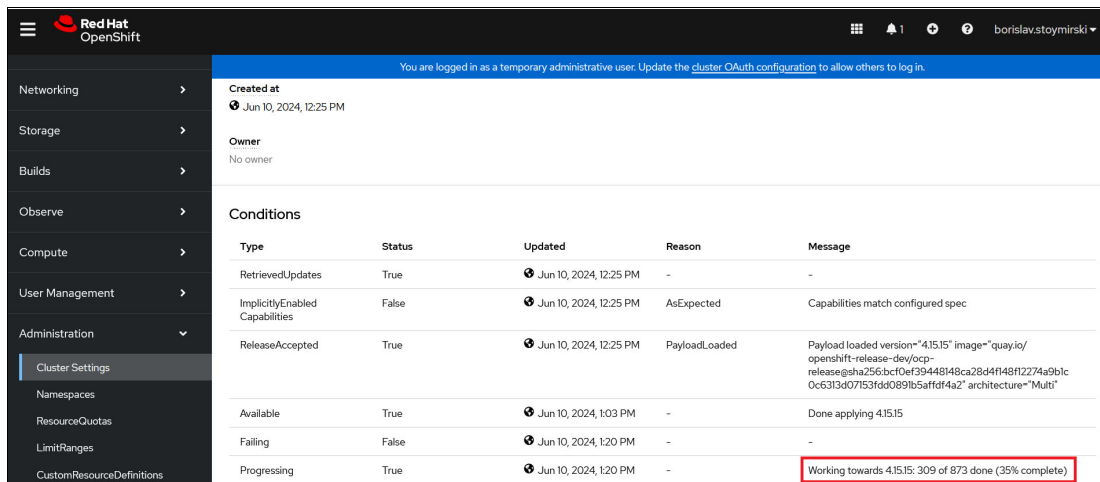 Red Hat
OpenShift
1
borislav.stoymirski
You are logged in as a temporary administrative user. Update the cluster OAuth configuration to allow others to log in.
Networking
Storage
Builds
Observe
Compute
User Management
Administration
Cluster Settings
Namespaces
ResourceQuotas
LimitRanges
CustomResourceDefinitions
Created at
Jun 10, 2024, 12:25 PM
Owner
No owner
Conditions
Type Status Updated Reason Message
RetrievedUpdates True Jun 10, 2024, 12:25 PM - -
ImplicitlyEnabled False Jun 10, 2024, 12:25 PM AsExpected Capabilities match configured spec
Capabilities
ReleaseAccepted True Jun 10, 2024, 12:25 PM PayloadLoaded Payload loaded version="4.15.15" image="quay.io/
openshift-release-dev/ocp-
release@sha256:bcf0ef39448148ca28d4f148f12274a9b1c
0c6313d07153fdd0891b5affdf4a2" architecture="Multi"
Available True Jun 10, 2024, 1:03 PM - Done applying 4.15.15
Failing False Jun 10, 2024, 1:20 PM - -
Progressing True Jun 10, 2024, 1:20 PM - Working towards 4.15.15: 309 of 873 done (35% complete)